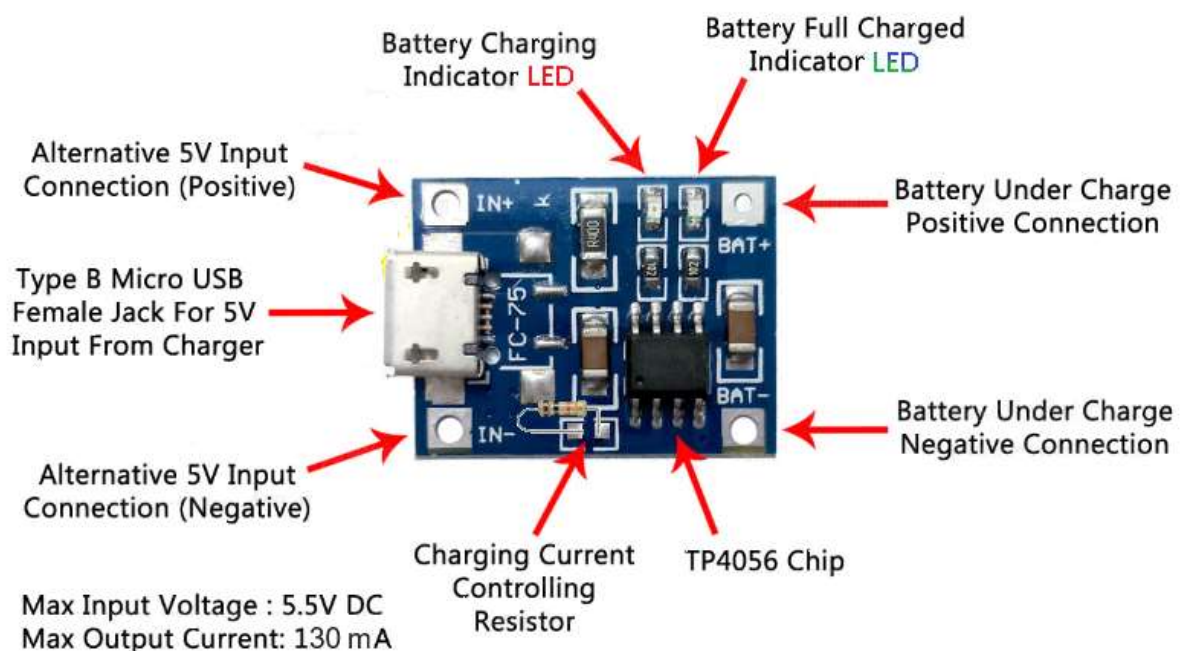 Battery Charging
Indicator LED
Battery Full Charged
Indicator LED
Alternative 5V Input
Connection (Positive)
Battery Under Charge
Positive Connection
Type B Micro USB
Female Jack For 5V
Input From Charger
IN+
K
R400
102
102
BAT+
FC-75
BAT-
IN-
Battery Under Charge
Negative Connection
Alternative 5V Input
Connection (Negative)
Charging Current
Controlling
Resistor
TP4056 Chip
Max Input Voltage : 5.5V DC
Max Output Current: 130 mA